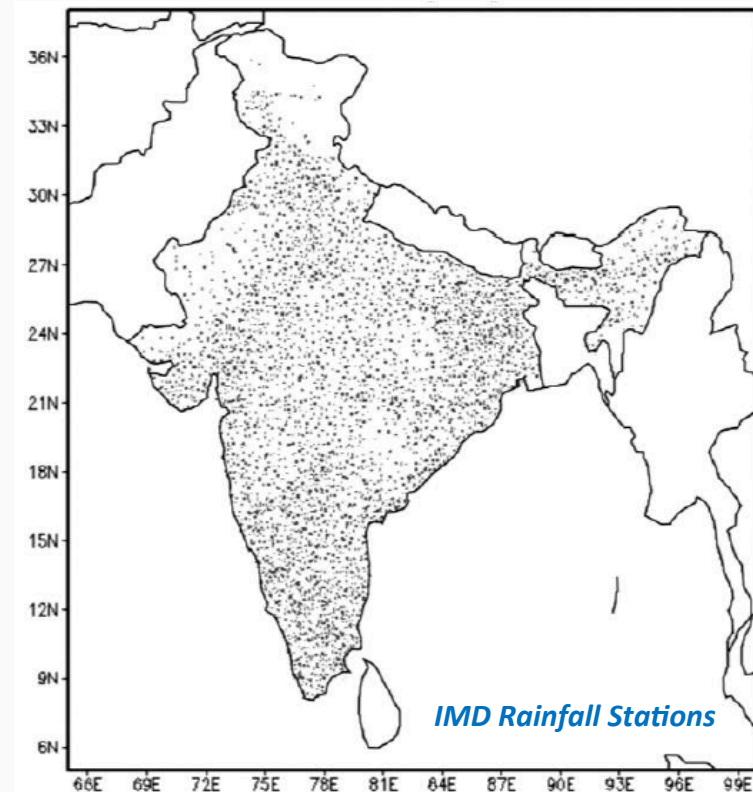 36N
33N
30N
27N
24N
21N
18N
15N
12N
9N
6N
IMD Rainfall Stations
66E 69E 72E 75E 78E 81E 84E 87E 90E 93E 96E 99E